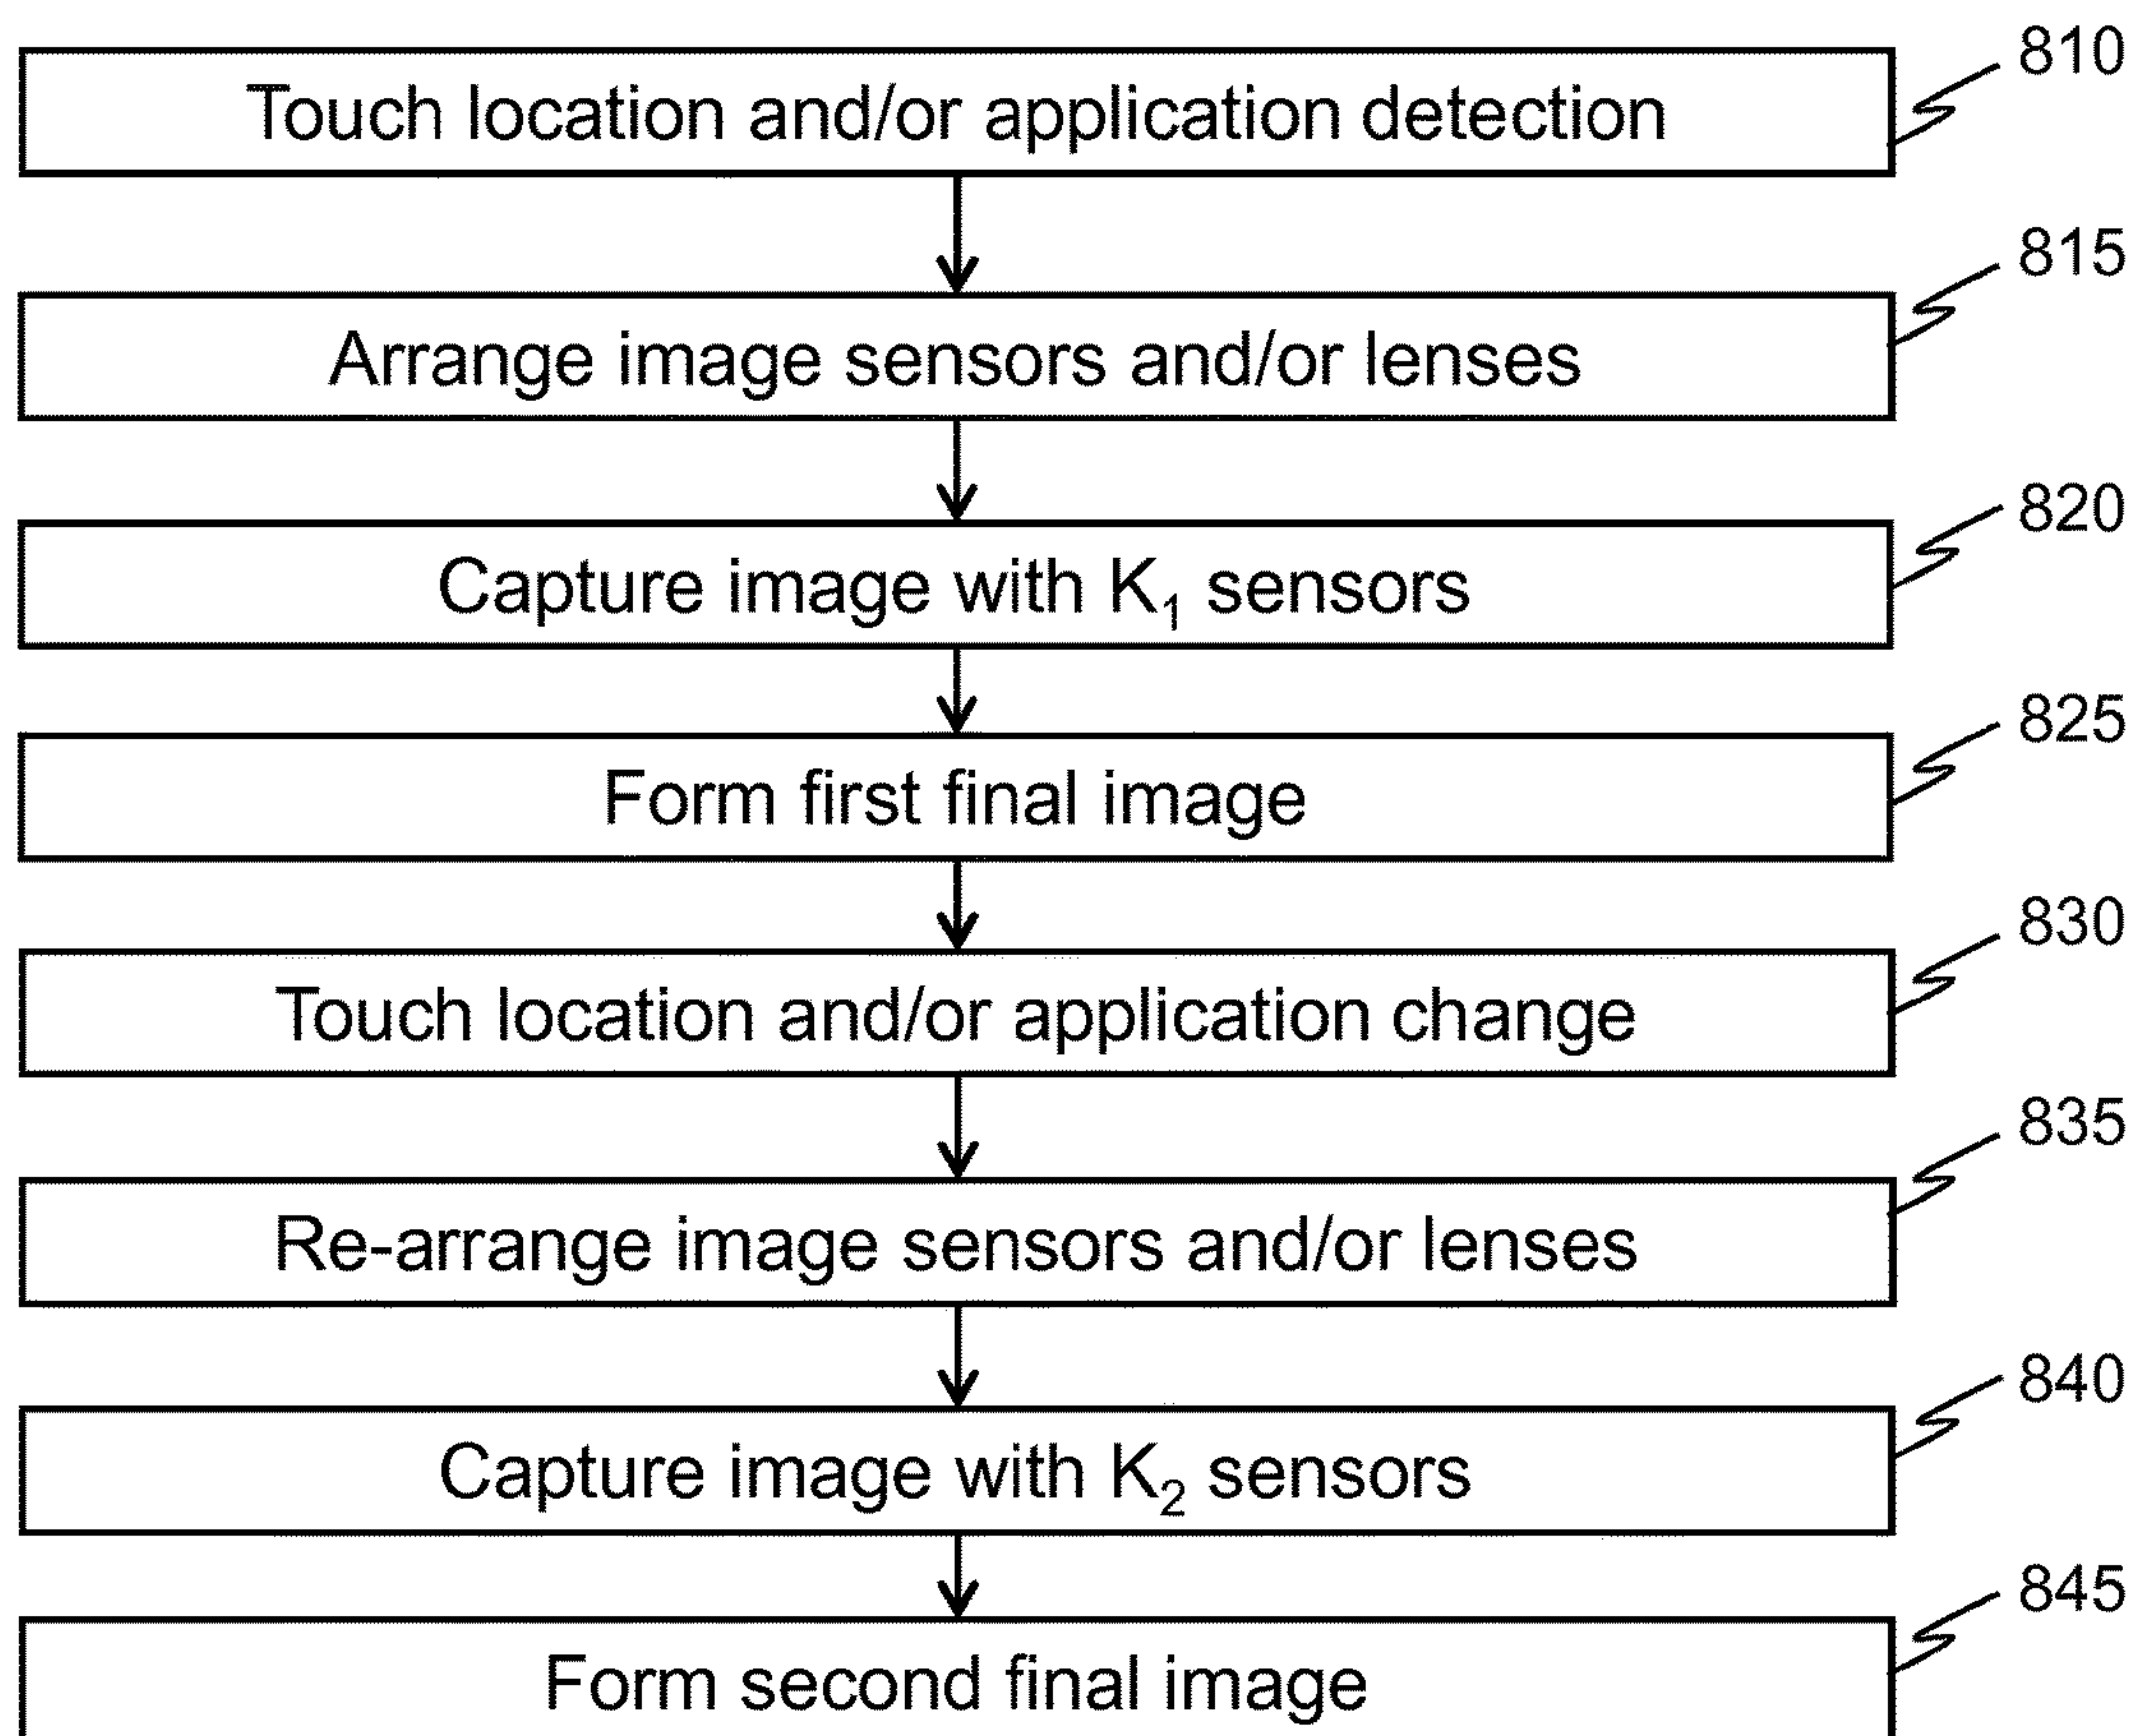 810
Touch location and/or application detection
815
Arrange image sensors and/or lenses
820
Capture image with K₁ sensors
825
Form first final image
830
Touch location and/or application change
835
Re-arrange image sensors and/or lenses
840
Capture image with K₂ sensors
845
Form second final image